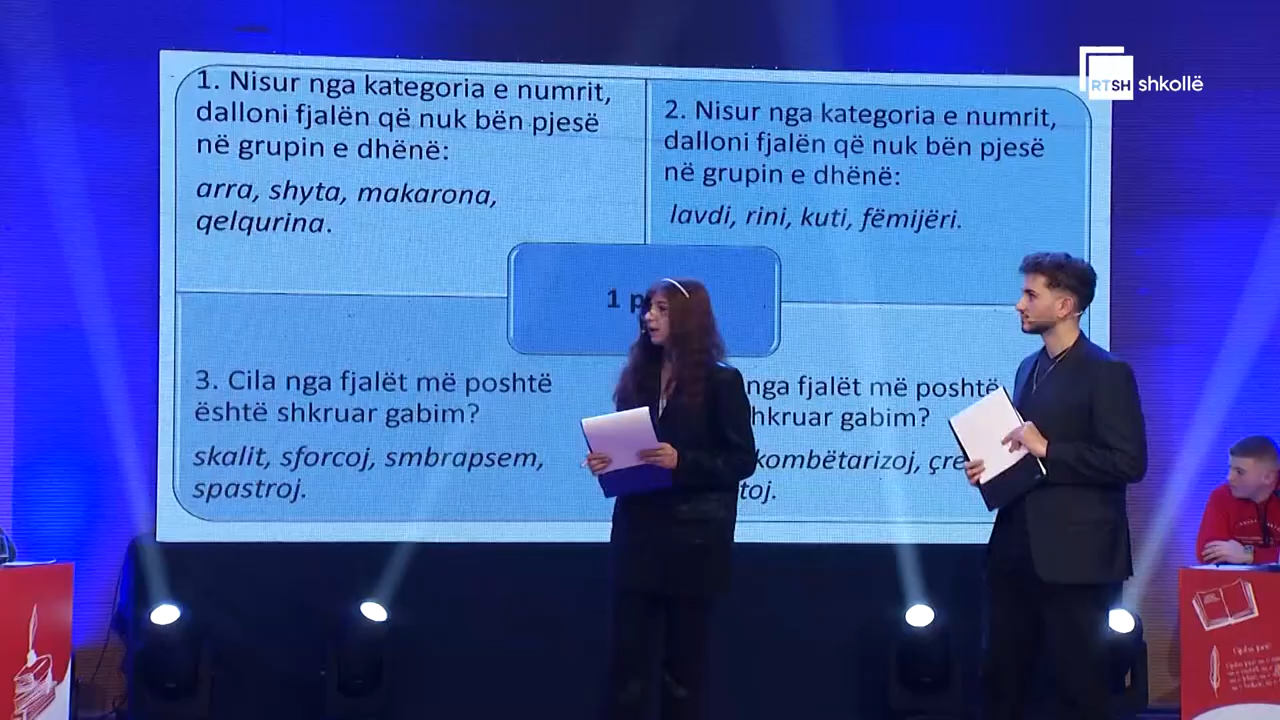 1. Nisur nga kategoria e numrit,
dalloni fjalën që nuk bën pjesë
në grupin e dhënë:
arra, shyta, makarona,
qelqurina.
2. Nisur nga kategoria e numrit,
dalloni fjalën që nuk bën pjesë
në grupin e dhënë:
lavdi, rini, kuti, fëmijëri.
1
3. Cila nga fjalët më poshtë
është shkruar gabim?
skalit, sforcoj, smbrapsem,
spastroj.
nga fjalët më poshtë
gabim?
kombëtarizoj,
RTSH shkollë